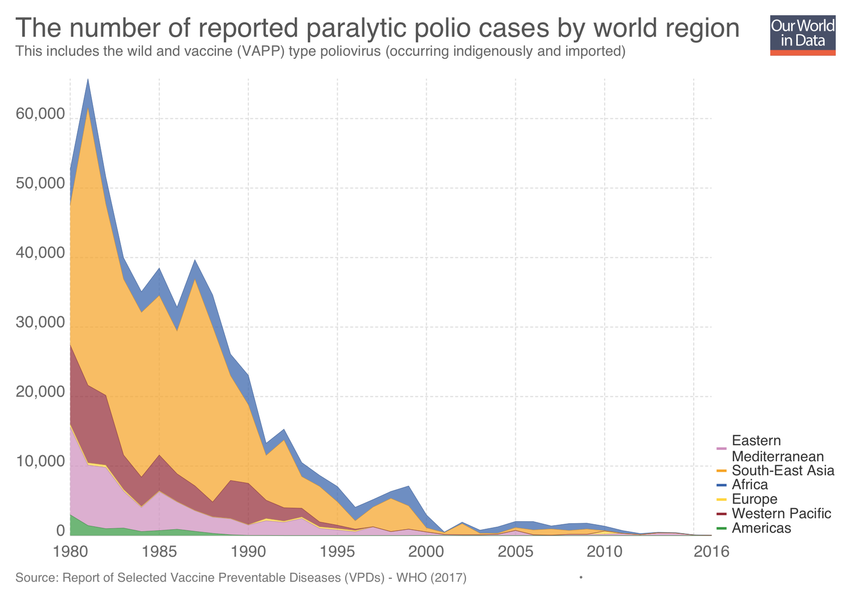 The number of reported paralytic polio cases by world region
This includes the wild and vaccine (VAPP) type poliovirus (occurring indigenously and imported)
Our World
in Data
60,000
50,000
40,000
30,000
20,000
10,000
0
1980
1985
1990
1995
2000
2005
2010
2016
Eastern
Mediterranean
South-East Asia
Africa
Europe
Western Pacific
Americas
Source: Report of Selected Vaccine Preventable Diseases (VPDs) - WHO (2017)